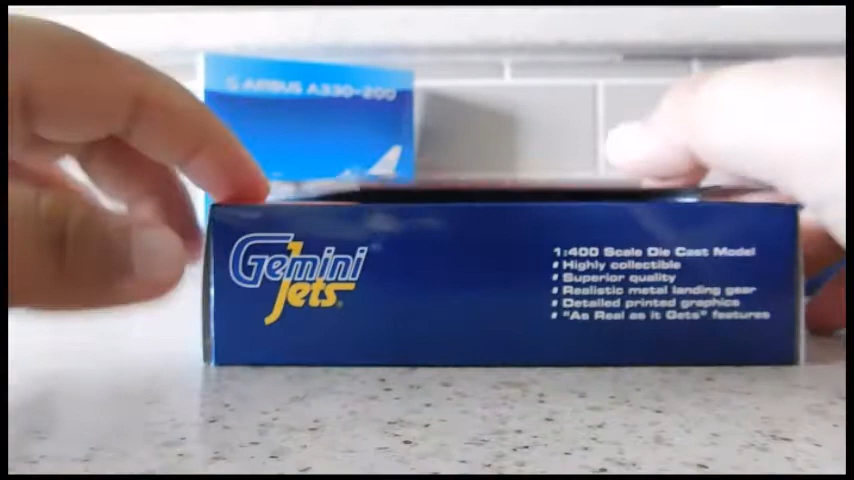 AIRBUS A330-200
Gemini
Jets
1:400 Scale Die Cast Model
Highly collectible
Superior quality
Realistic metal landing gear
Detailed printed graphics
"As Real as it Gets" features